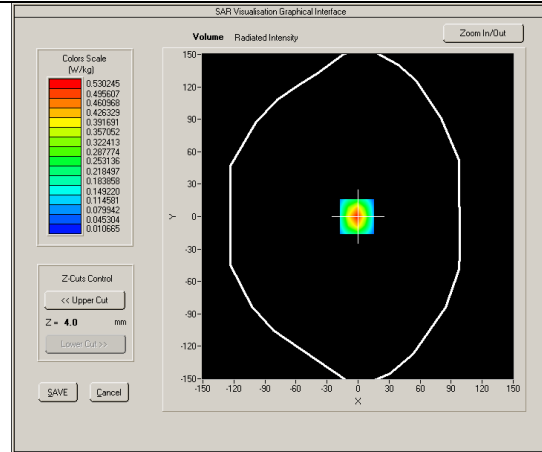 SAR Visualisation Graphical Interface
Volume Radiated Intensity
Zoom In/Out
Colors Scale
(W/kg)
0.530245
0.495607
0.460968
0.426329
0.391691
0.357052
0.322413
0.287774
0.253136
0.218497
0.183858
0.149220
0.114581
0.079942
0.045304
0.010665
Z-Cuts Control
<< Upper Cut
Z = 4.0 mm
Lower Cut >>
SAVE Cancel
150
120
90
60
30
0
-30
-60
-90
-120
-150
Y
-150 -120 -90 -60 -30 0 30 60 90 120 150
X